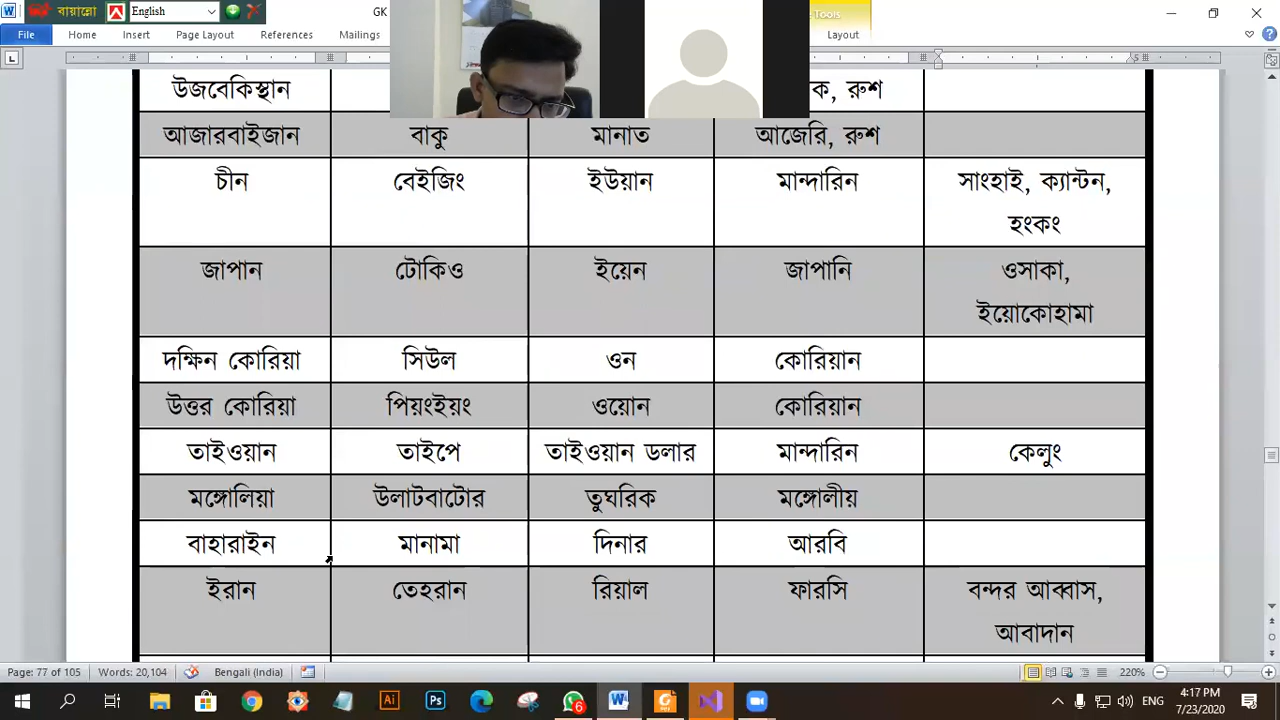 বায়ান্নো English GK
Tools
File Home Insert Page Layout References Mailings Layout
উজবেকিস্থান ক, রুশ
আজারবাইজান বাকু মানাত আজেরি, রুশ
চীন বেইজিং ইউয়ান মান্দারিন সাংহাই, ক্যান্টন,
হংকং
জাপান টোকিও ইয়েন জাপানি ওসাকা,
ইয়োকোহামা
দক্ষিন কোরিয়া সিউল ওন কোরিয়ান
উত্তর কোরিয়া পিয়ংইয়ং ওয়োন কোরিয়ান
তাইওয়ান তাইপে তাইওয়ান ডলার মান্দারিন কেলুং
মঙ্গোলিয়া উলাটবাটোর তুঘরিক মঙ্গোলীয়
বাহারাইন মানামা দিনার আরবি
ইরান তেহরান রিয়াল ফারসি বন্দর আব্বাস,
আবাদান
Page: 77 of 105 Words: 20,104 Bengali (India) 220%
ENG 4:17 PM
7/23/2020